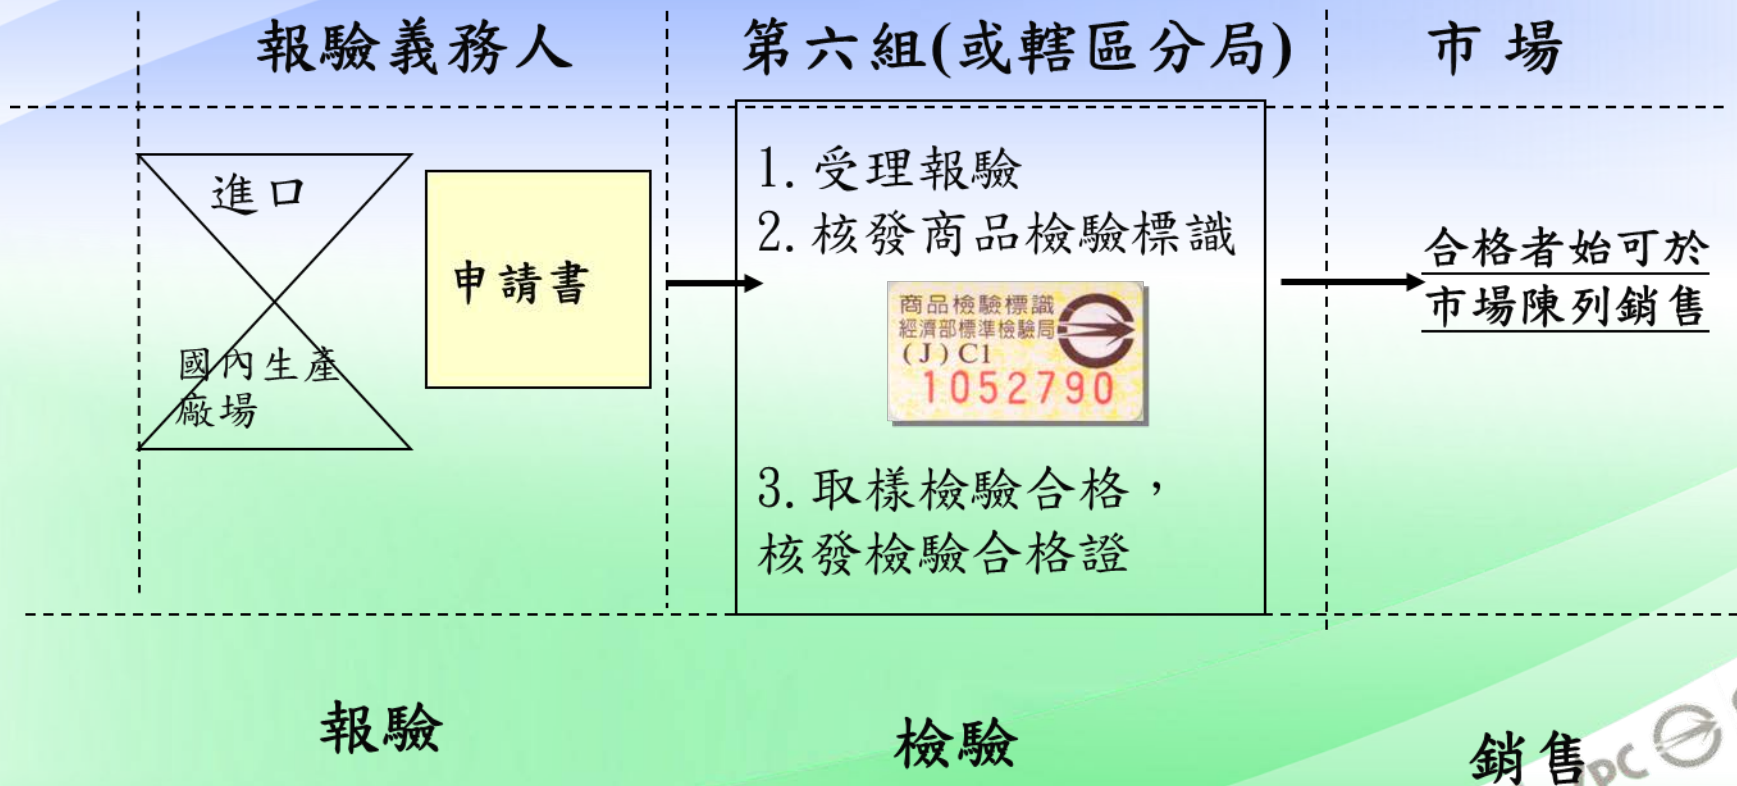 報驗義務人
第六組(或轄區分局)
市場
進口
國內生產
廠場
申請書
1. 受理報驗
2. 核發商品檢驗標識
商品檢驗標識
經濟部標準檢驗局
(J) C1
1052790
3. 取樣檢驗合格，
核發檢驗合格證
合格者始可於
市場陳列銷售
報驗
檢驗
銷售